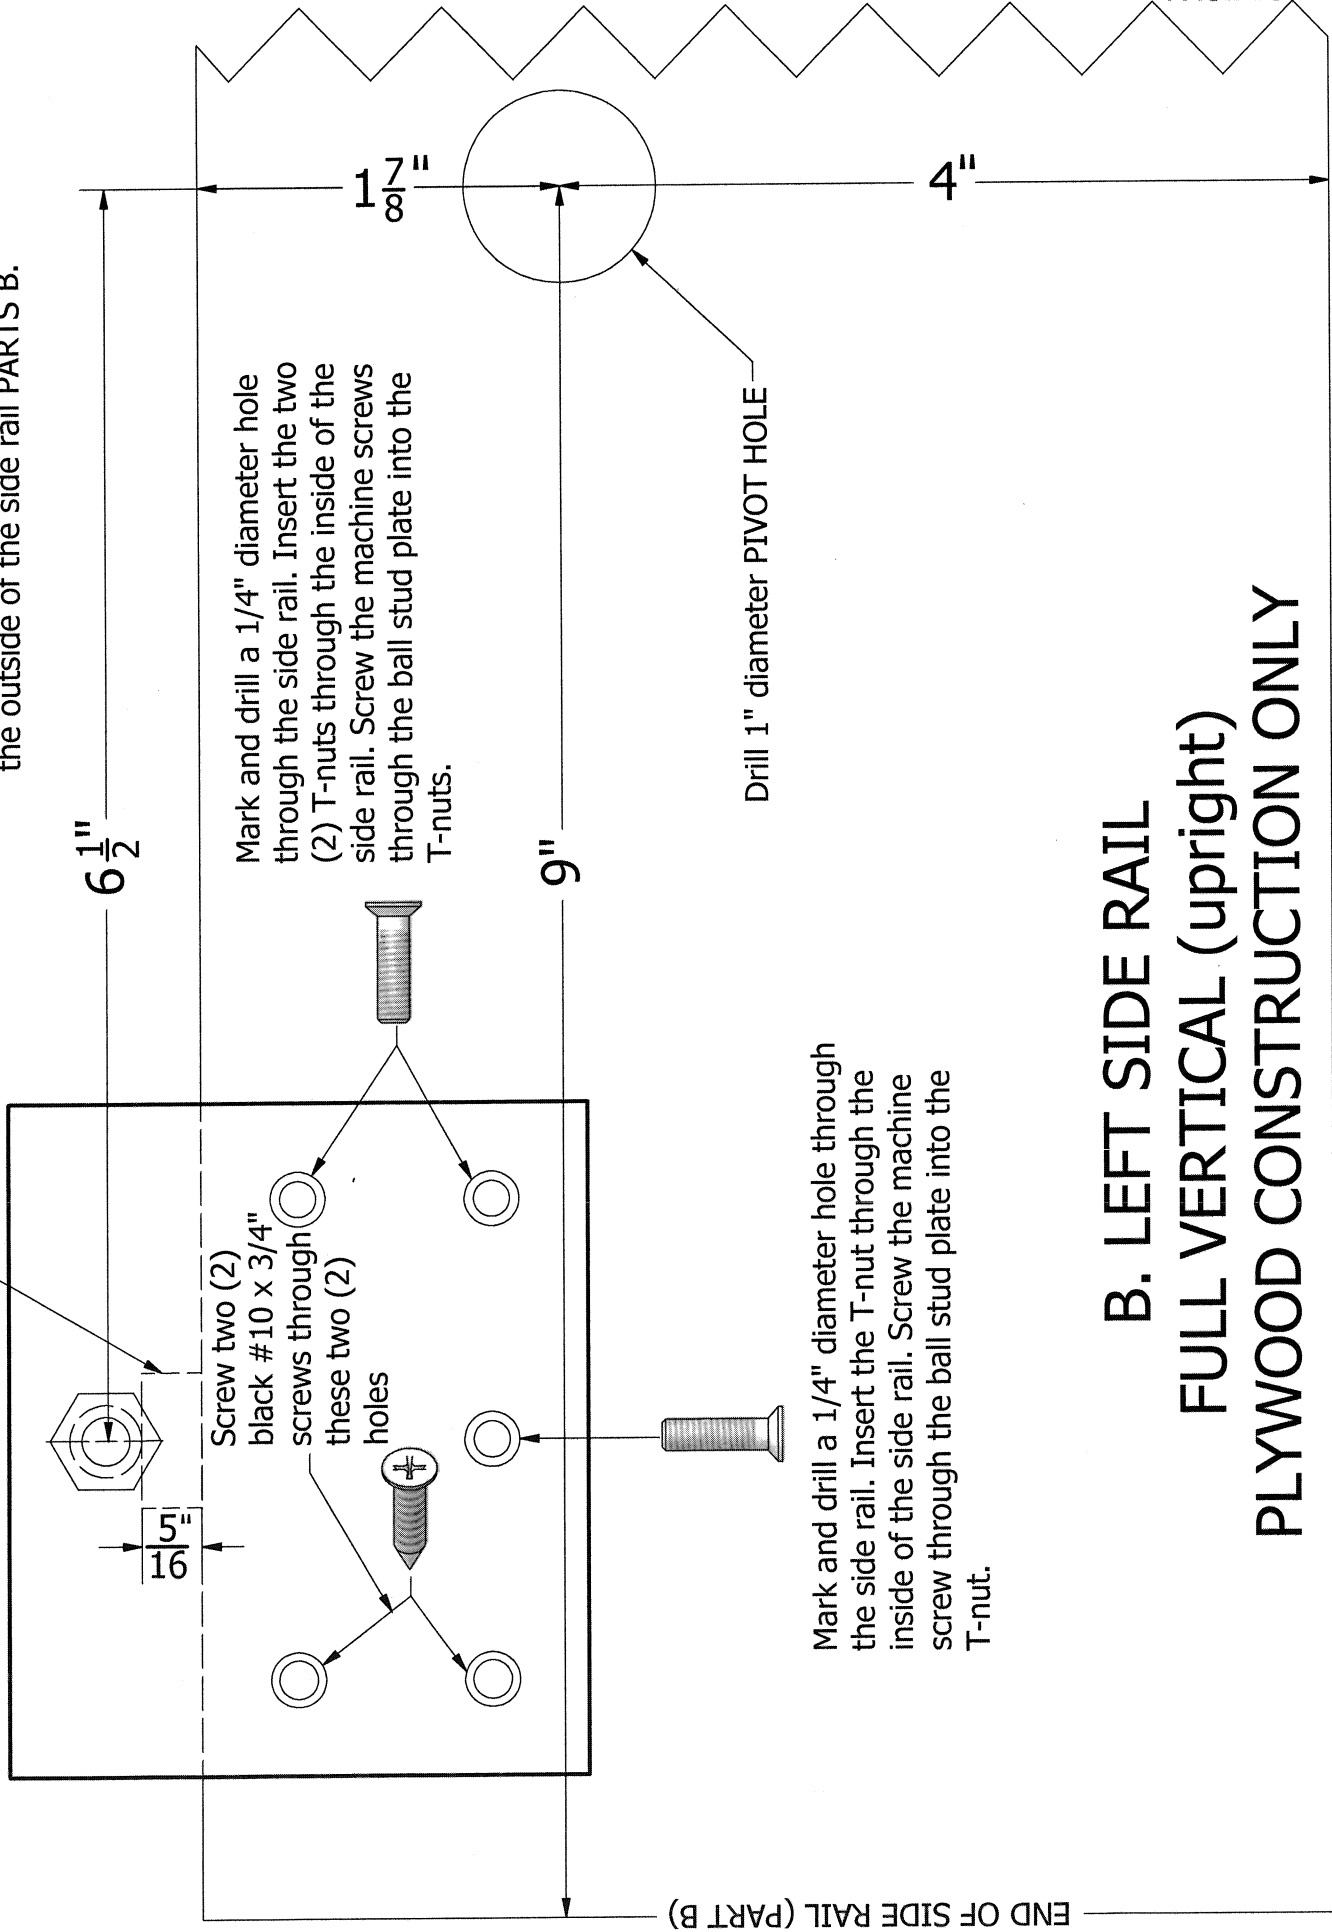 the outside of the side rail PARTS B.
6 1/2"
1 7/8"
4"
Mark and drill a 1/4" diameter hole
through the side rail. Insert the two
(2) T-nuts through the inside of the
side rail. Screw the machine screws
through the ball stud plate into the
T-nuts.
9"
Drill 1" diameter PIVOT HOLE
Screw two (2)
black #10 x 3/4"
screws through
these two (2)
holes
5/16"
Mark and drill a 1/4" diameter hole through
the side rail. Insert the T-nut through the
inside of the side rail. Screw the machine
screw through the ball stud plate into the
T-nut.
B. LEFT SIDE RAIL
FULL VERTICAL (upright)
PLYWOOD CONSTRUCTION ONLY
END OF SIDE RAIL (PART B)